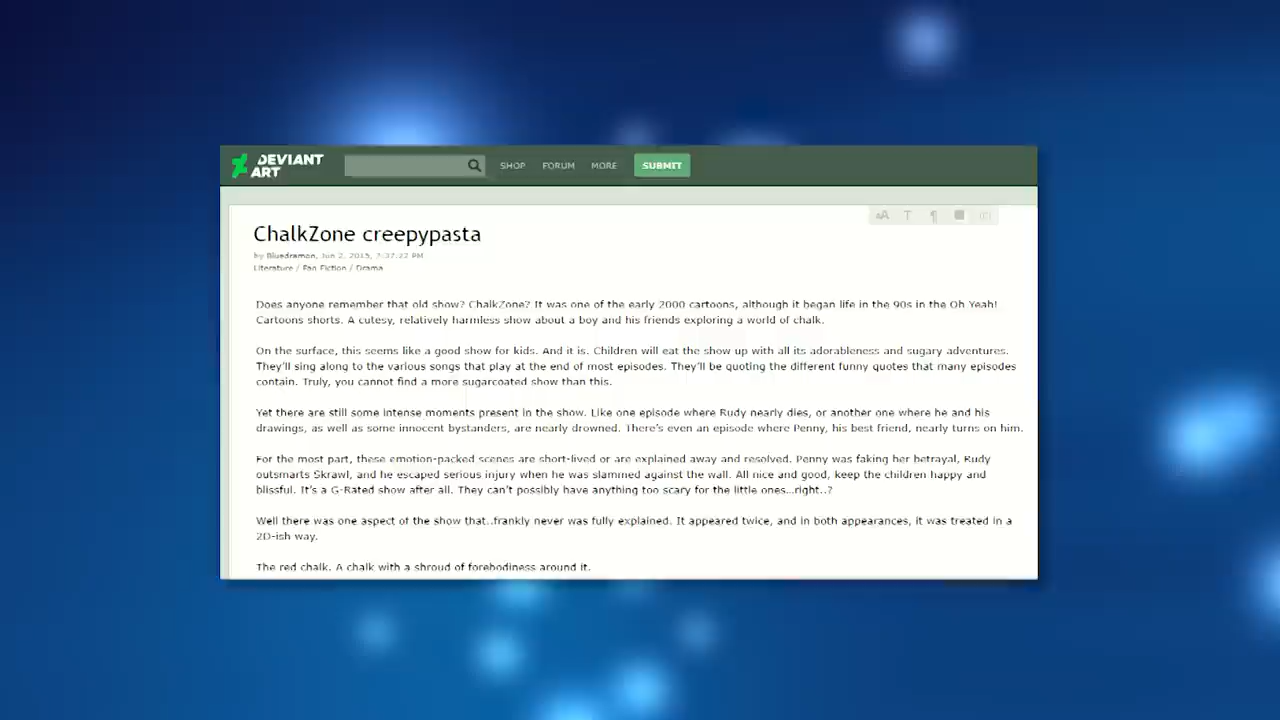 DEVIANT
ART
SHOP FORUM MORE SUBMIT
AA T ¶
ChalkZone creepypasta
by Bluedramon, Jun 2, 2015, 7:37:22 PM
Literature / Fan Fiction / Drama
Does anyone remember that old show? ChalkZone? It was one of the early 2000 cartoons, although it began life in the 90s in the Oh Yeah!
Cartoons shorts. A cutesy, relatively harmless show about a boy and his friends exploring a world of chalk.
On the surface, this seems like a good show for kids. And it is. Children will eat the show up with all its adorableness and sugary adventures.
They'll sing along to the various songs that play at the end of most episodes. They'll be quoting the different funny quotes that many episodes
contain. Truly, you cannot find a more sugarcoated show than this.
Yet there are still some intense moments present in the show. Like one episode where Rudy nearly dies, or another one where he and his
drawings, as well as some innocent bystanders, are nearly drowned. There's even an episode where Penny, his best friend, nearly turns on him.
For the most part, these emotion-packed scenes are short-lived or are explained away and resolved. Penny was faking her betrayal, Rudy
outsmarts Skrawl, and he escaped serious injury when he was slammed against the wall. All nice and good, keep the children happy and
blissful. It's a G-Rated show after all. They can't possibly have anything too scary for the little ones...right..?
Well there was one aspect of the show that..frankly never was fully explained. It appeared twice, and in both appearances, it was treated in a
2D-ish way.
The red chalk. A chalk with a shroud of forebodiness around it.